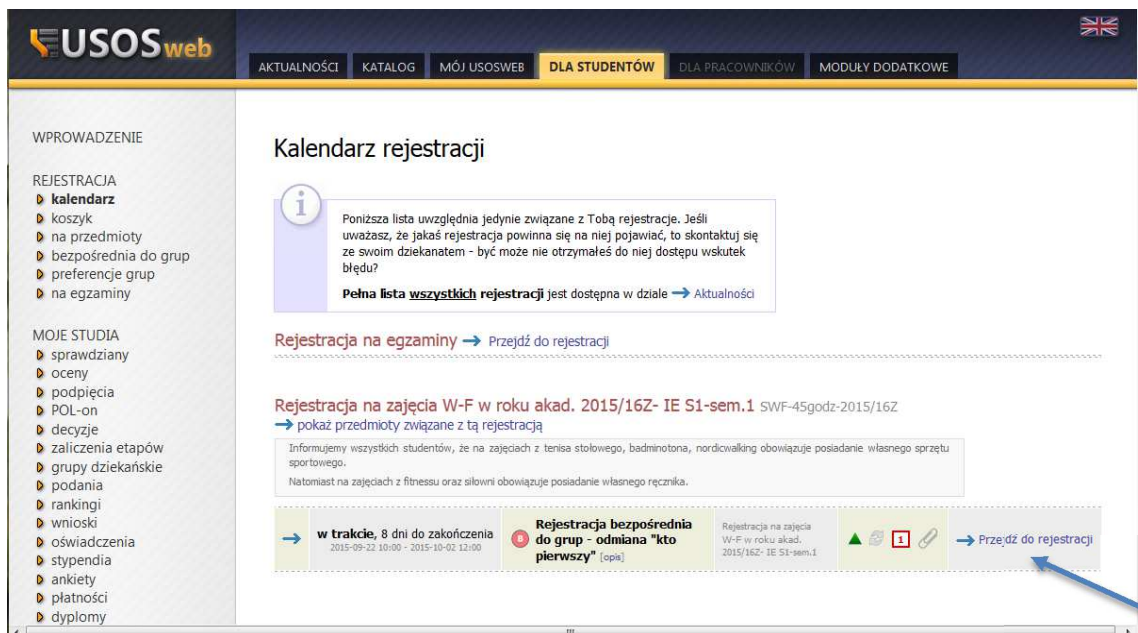 USOSweb
AKTUALNOŚCI KATALOG MÓJ USOSWEB DLA STUDENTÓW DLA PRACOWNIKÓW MODUŁY DODATKOWE
WPROWADZENIE
REJESTRACJA
kalendarz
koszyk
na przedmioty
bezpośrednia do grup
preferencje grup
na egzaminy
MOJE STUDIA
sprawdziany
oceny
podpięcia
POL-on
decyzje
zaliczenia etapów
grupy dziekańskie
podania
rankingi
wnioski
oświadczenia
stypendia
ankiety
płatności
dyplomy
Kalendarz rejestracji
i
Poniższa lista uwzględnia jedynie związane z Tobą rejestracje. Jeśli
uważasz, że jakaś rejestracja powinna się na niej pojawiać, to skontaktuj się
ze swoim dziekanatem - być może nie otrzymałeś do niej dostępu wskutek
błędu?
Pełna lista wszystkich rejestracji jest dostępna w dziale → Aktualności
Rejestracja na egzaminy → Przejdź do rejestracji
Rejestracja na zajęcia W-F w roku akad. 2015/16Z- IE S1-sem.1 SWF-45godz-2015/16Z
→ pokaż przedmioty związane z tą rejestracją
Informujemy wszystkich studentów, że na zajęciach z tenisa stołowego, badminotona, nordicwalking obowiązuje posiadanie własnego sprzętu
sportowego.
Natomiast na zajęciach z fitnessu oraz siłowni obowiązuje posiadanie własnego ręcznika.
→ w trakcie, 8 dni do zakończenia
2015-09-22 10:00 - 2015-10-02 12:00
B
Rejestracja bezpośrednia
do grup - odmiana "kto
pierwszy" [opis]
Rejestracja na zajęcia
W-F w roku akad.
2015/16Z- IE S1-sem.1
1
→ Przejdź do rejestracji